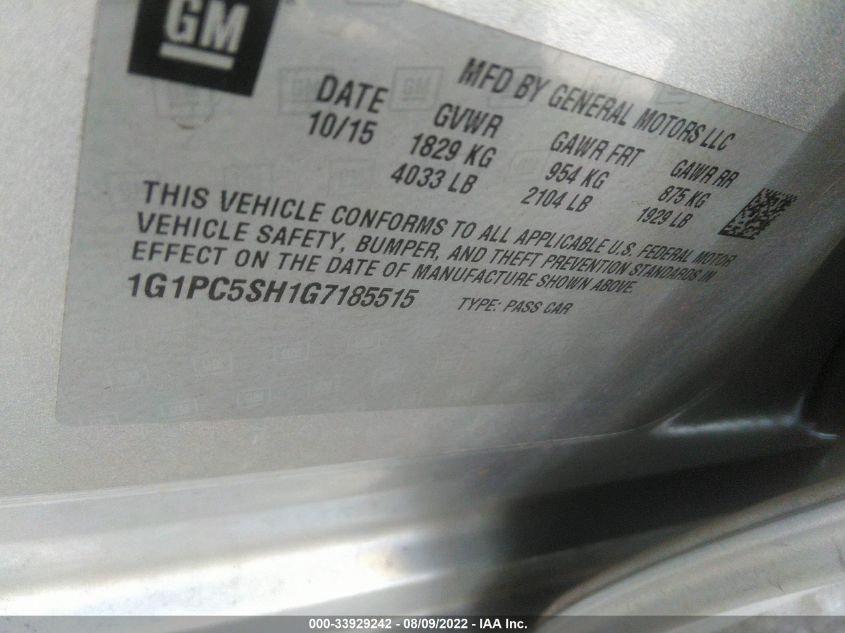 GM
MFD BY GENERAL MOTORS LLC
DATE GVWR GAWR FRT GAWR RR
10/15 1829 KG 954 KG 875 KG
4033 LB 2104 LB 1929 LB
THIS VEHICLE CONFORMS TO ALL APPLICABLE U.S. FEDERAL MOTOR
VEHICLE SAFETY, BUMPER, AND THEFT PREVENTION STANDARDS IN
EFFECT ON THE DATE OF MANUFACTURE SHOWN ABOVE.
1G1PC5SH1G7185515 TYPE: PASS CAR
000-33929242 - 08/09/2022 - IAA Inc.